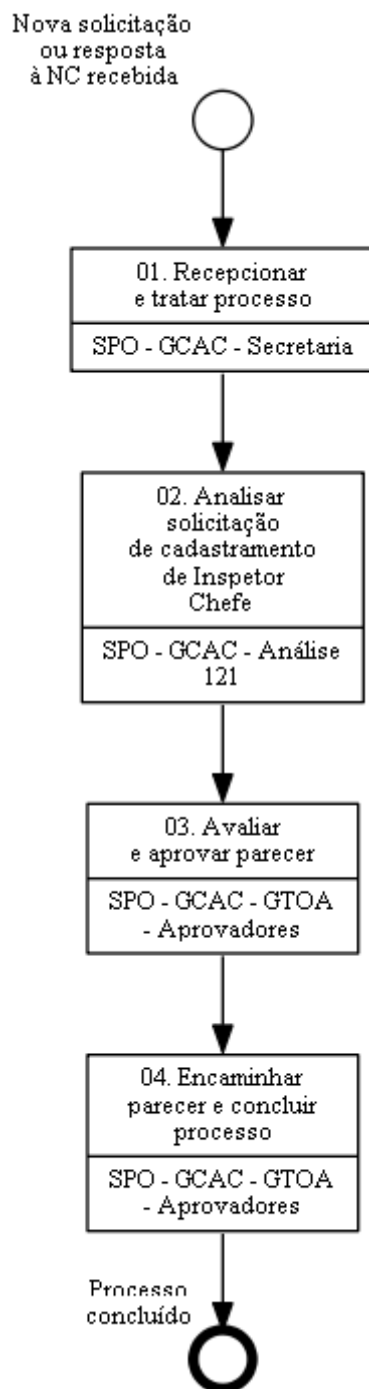 Nova solicitação
ou resposta
à NC recebida
01. Recepcionar
e tratar processo
SPO - GCAC - Secretaria
02. Analisar
solicitação
de cadastramento
de Inspetor
Chefe
SPO - GCAC - Análise
121
03. Avaliar
e aprovar parecer
SPO - GCAC - GTOA
- Aprovadores
04. Encaminhar
parecer e concluir
processo
SPO - GCAC - GTOA
- Aprovadores
Processo
concluído